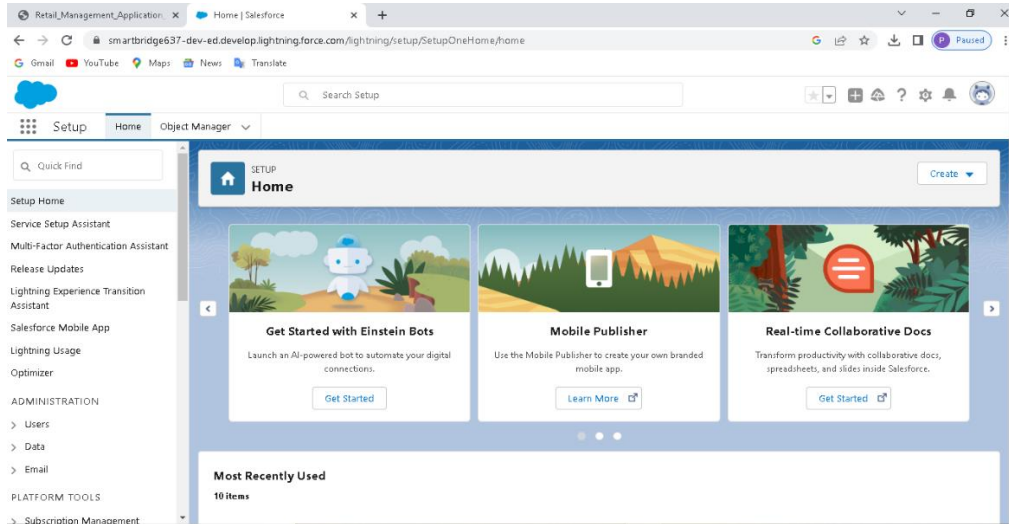 Retail_Management_Application,
Home | Salesforce
smartbridge637-dev-ed.develop.lightning.force.com/lightning/setup/SetupOneHome/home
P
Paused
Gmail
YouTube
Maps
News
Translate
Search Setup
Setup
Home
Object Manager
Quick Find
SETUP
Home
Create
Setup Home
Service Setup Assistant
Multi-Factor Authentication Assistant
Release Updates
Lightning Experience Transition
Assistant
Salesforce Mobile App
Lightning Usage
Optimizer
ADMINISTRATION
Users
Data
Email
PLATFORM TOOLS
Subscription Management
Get Started with Einstein Bots
Launch an AI-powered bot to automate your digital
connections.
Get Started
Mobile Publisher
Use the Mobile Publisher to create your own branded
mobile app.
Learn More
Real-time Collaborative Docs
Transform productivity with collaborative docs,
spreadsheets, and slides inside Salesforce.
Get Started
Most Recently Used
10 items